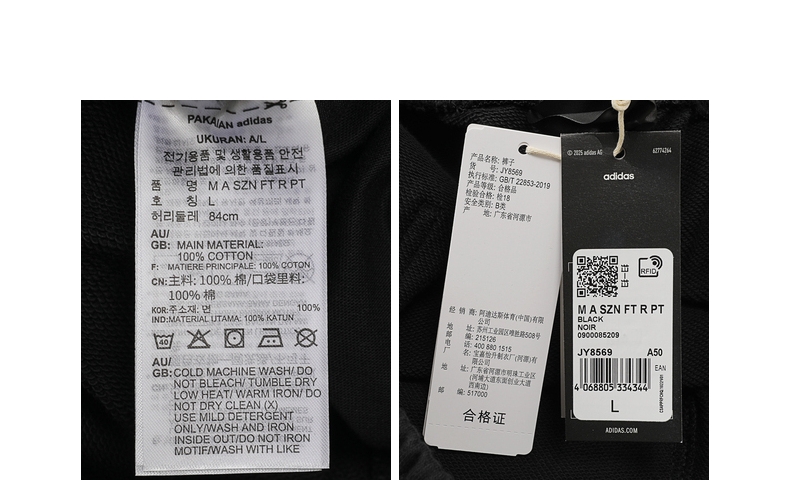 PAKAIAN adidas
UKURAN: A/L
전기용품 및 생활용품 안전
관리법에 의한 품질표시
품 명 M A SZN FT R PT
호 칭 L
허리둘레 84cm
AU/
GB: MAIN MATERIAL:
100% COTTON
F: MATIERE PRINCIPALE: 100% COTON
CN:主料: 100% 棉/口袋里料:
100% 棉
KOR:주소재: 면 100%
IND:MATERIAL UTAMA: 100% KATUN
40
AU/
GB:COLD MACHINE WASH/ DO
NOT BLEACH/ TUMBLE DRY
LOW HEAT/ WARM IRON/ DO
NOT DRY CLEAN (X)
USE MILD DETERGENT
ONLY/WASH AND IRON
INSIDE OUT/DO NOT IRON
MOTIF/WASH WITH LIKE
产品名称: 裤子
货 号: JY8569
执行标准: GB/T 22853-2019
产品等级: 合格品
检验合格: 检18
安全类别: B类
产 地: 广东省河源市
经 销 商: 阿迪达斯体育(中国)有限
公司
地 址: 苏州工业园区唯胜路508号
邮 编: 215126
电 话: 400 880 1515
厂 名: 宝嘉怡升制衣厂(河源)有
限公司
地 址: 广东省河源市明珠工业区
(河埔大道东面创业大道
西南边)
邮 编: 517000
合格证
© 2025 adidas AG
62774264
adidas
RFID
M A SZN FT R PT
BLACK
NOIR
0900085209
JY8569 A50
EAN
4 068805 334344
L
ADIDAS.COM